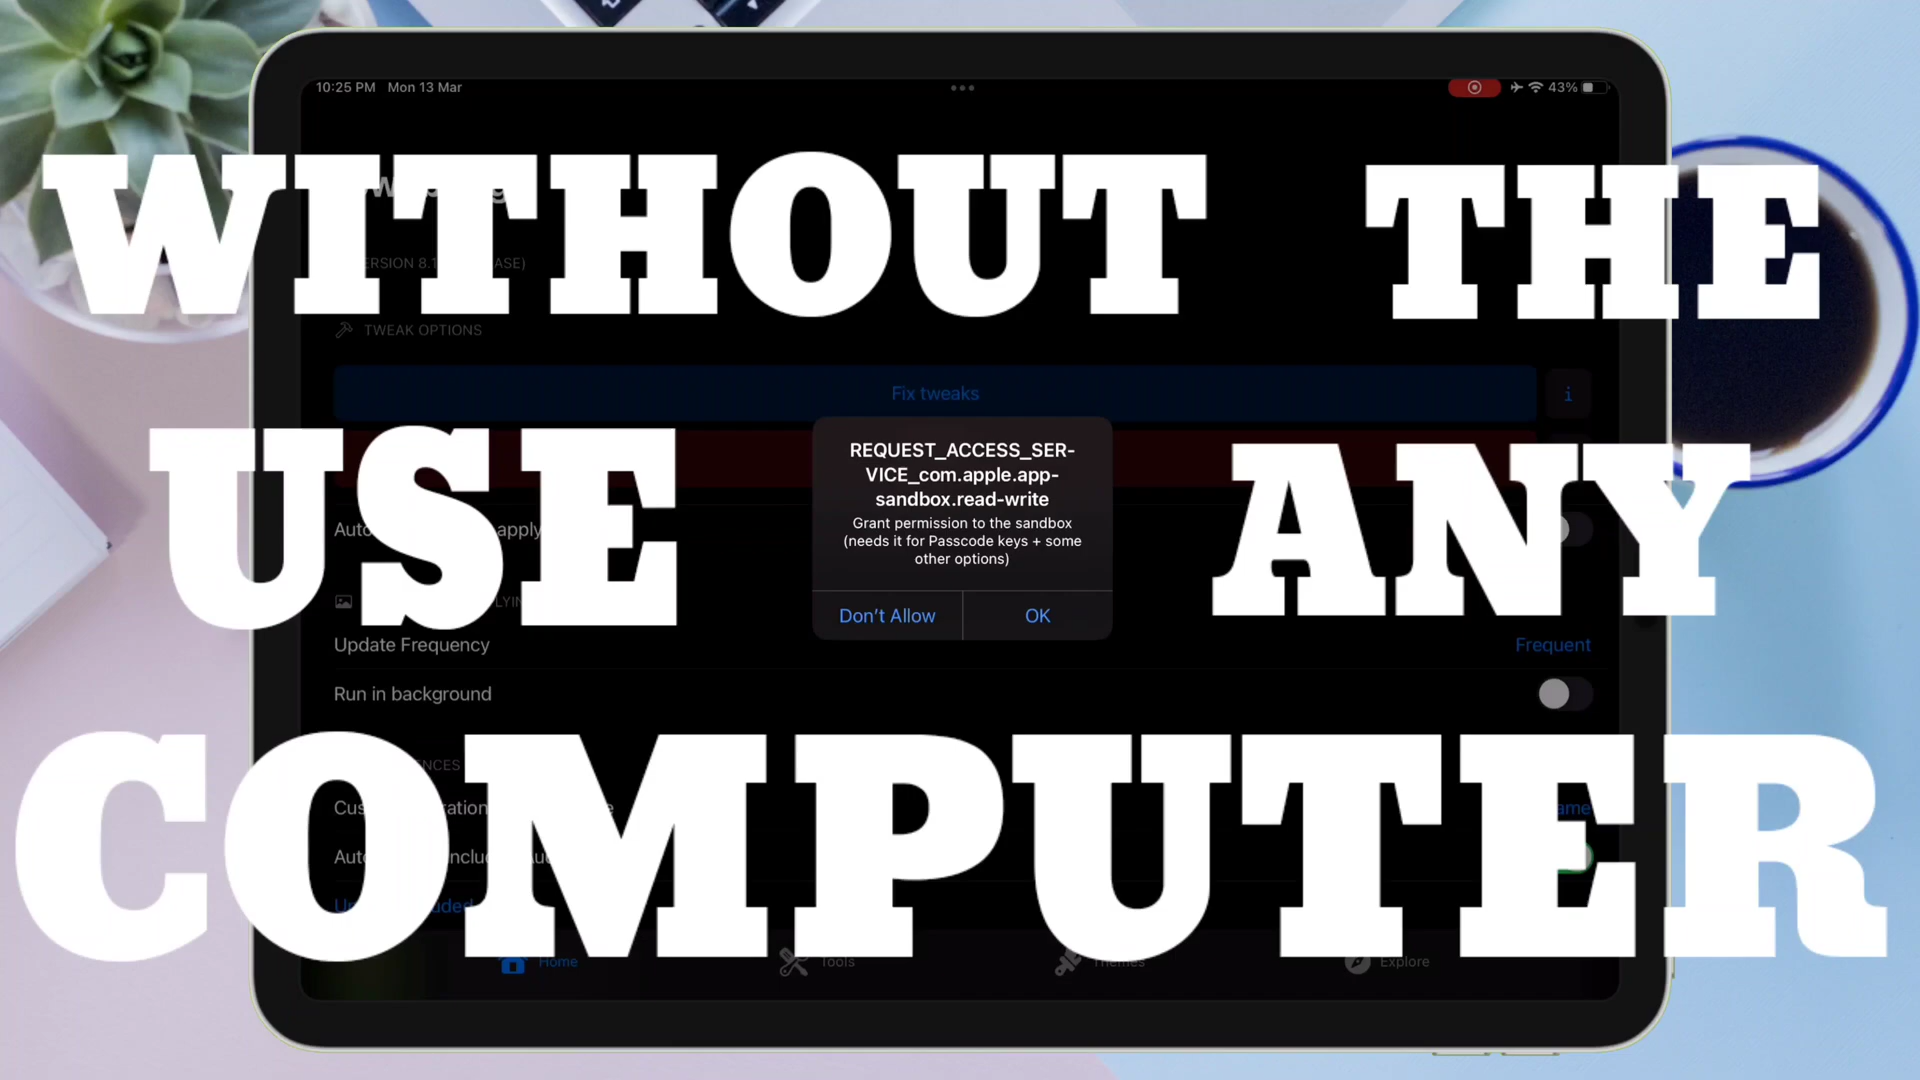 10:25 PM Mon 13 Mar
43%
WITHOUT THE
TWEAK OPTIONS
Fix tweaks
i
USE ANY
REQUEST_ACCESS_SER-
VICE_com.apple.app-
sandbox.read-write
Grant permission to the sandbox
(needs it for Passcode keys + some
other options)
Don't Allow OK
apply
Update Frequency Frequent
Run in background
COMPUTER
Home Tools Themes Explore